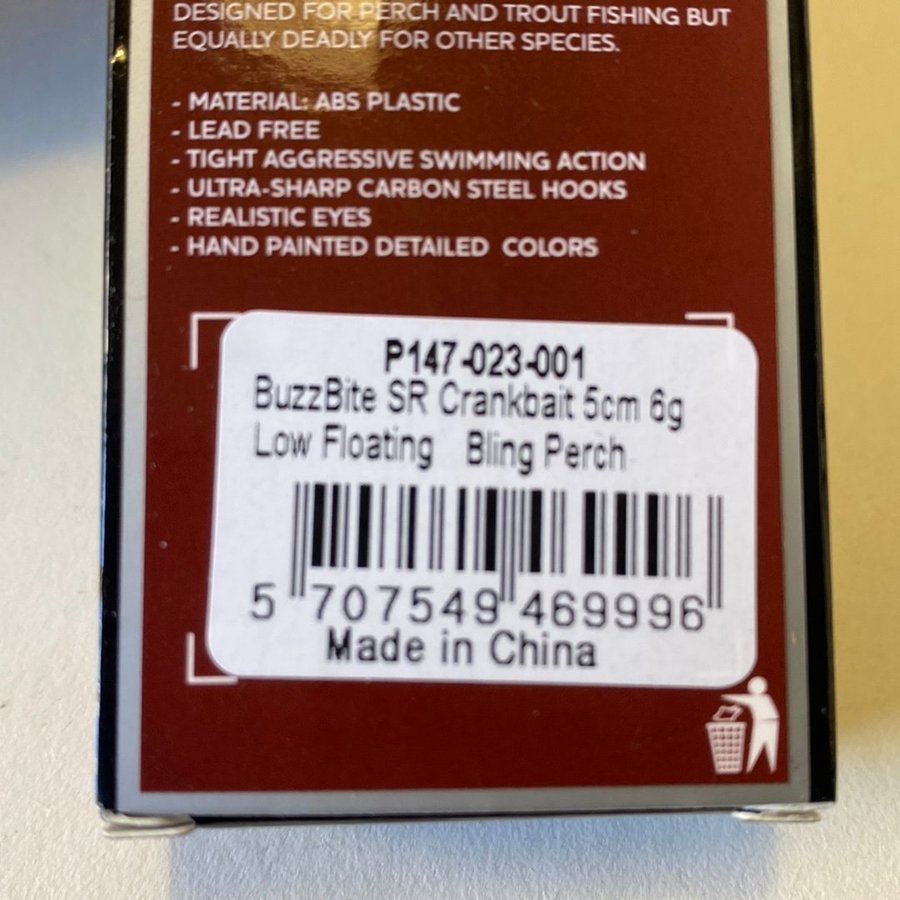 DESIGNED FOR PERCH AND TROUT FISHING BUT
EQUALLY DEADLY FOR OTHER SPECIES.
- MATERIAL: ABS PLASTIC
- LEAD FREE
- TIGHT AGGRESSIVE SWIMMING ACTION
- ULTRA-SHARP CARBON STEEL HOOKS
- REALISTIC EYES
- HAND PAINTED DETAILED COLORS
P147-023-001
BuzzBite SR Crankbait 5cm 6g
Low Floating Bling Perch
5 707549 469996
Made in China